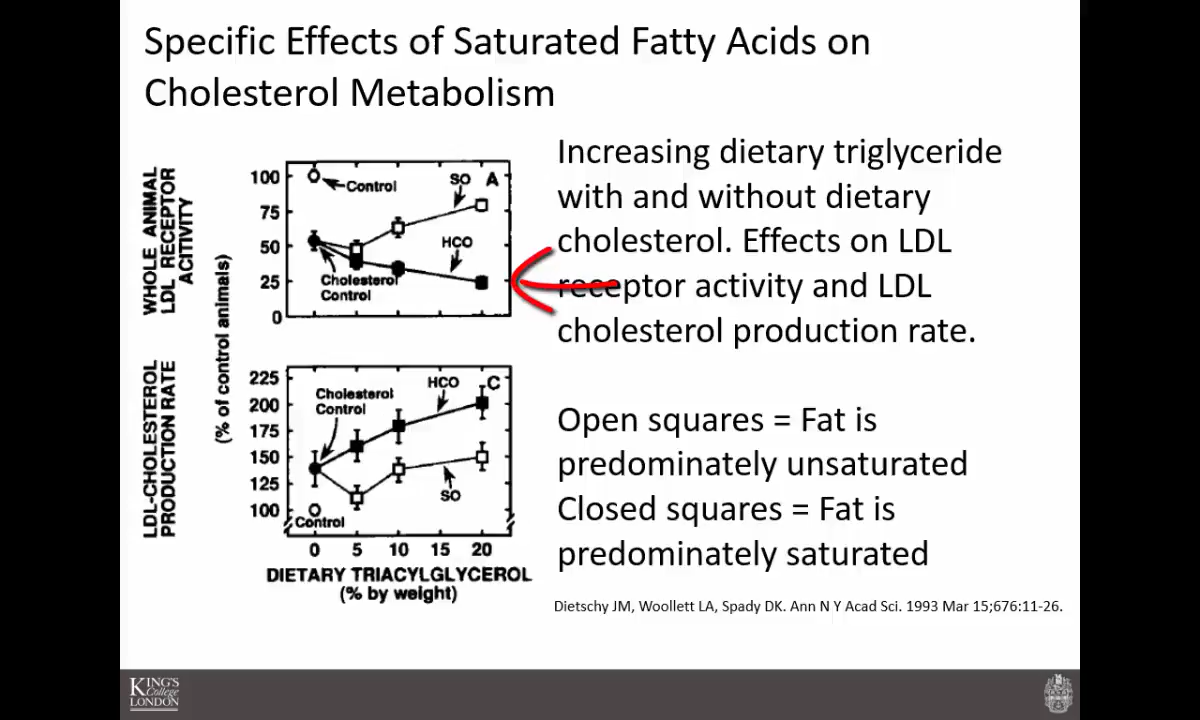 Specific Effects of Saturated Fatty Acids on
Cholesterol Metabolism
WHOLE ANIMAL
LDL RECEPTOR
ACITIVITY
(% of control animals)
100
75
50
25
0
Control
SO
A
HCO
Cholesterol
Control
LDL-CHOLESTEROL
PRODUCTION RATE
225
200
175
150
125
100
Cholesterol
Control
HCO
C
SO
Control
0 5 10 15 20
DIETARY TRIACYLGLYCEROL
(% by weight)
Increasing dietary triglyceride
with and without dietary
cholesterol. Effects on LDL
receptor activity and LDL
cholesterol production rate.
Open squares = Fat is
predominately unsaturated
Closed squares = Fat is
predominately saturated
Dietschy JM, Woollett LA, Spady DK. Ann N Y Acad Sci. 1993 Mar 15;676:11-26.
KING'S
College
LONDON